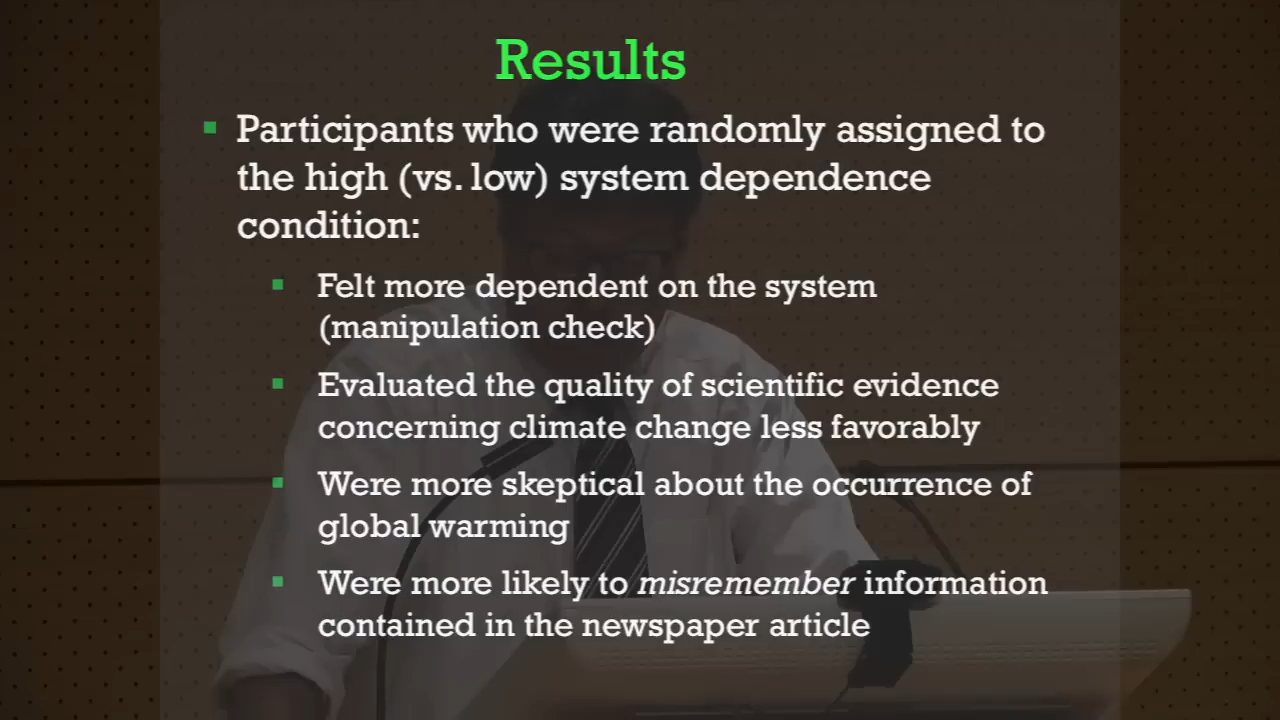 Results
▪ Participants who were randomly assigned to
the high (vs. low) system dependence
condition:
▪ Felt more dependent on the system
(manipulation check)
▪ Evaluated the quality of scientific evidence
concerning climate change less favorably
▪ Were more skeptical about the occurrence of
global warming
▪ Were more likely to misremember information
contained in the newspaper article